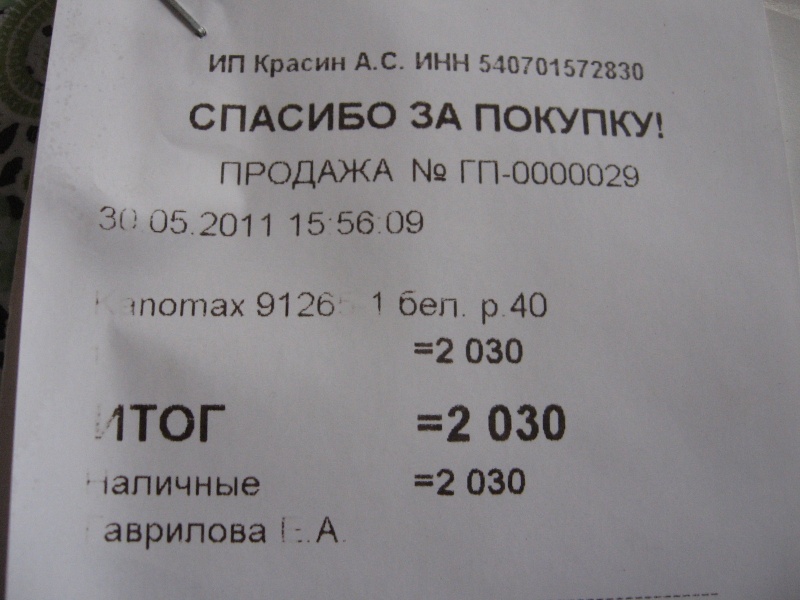 ИП Красин А.С. ИНН 540701572830
СПАСИБО ЗА ПОКУПКУ!
ПРОДАЖА № ГП-0000029
30.05.2011 15:56:09
бел. р.40
=2 030
ИТОГ =2 030
Наличные =2 030
Гаврилова